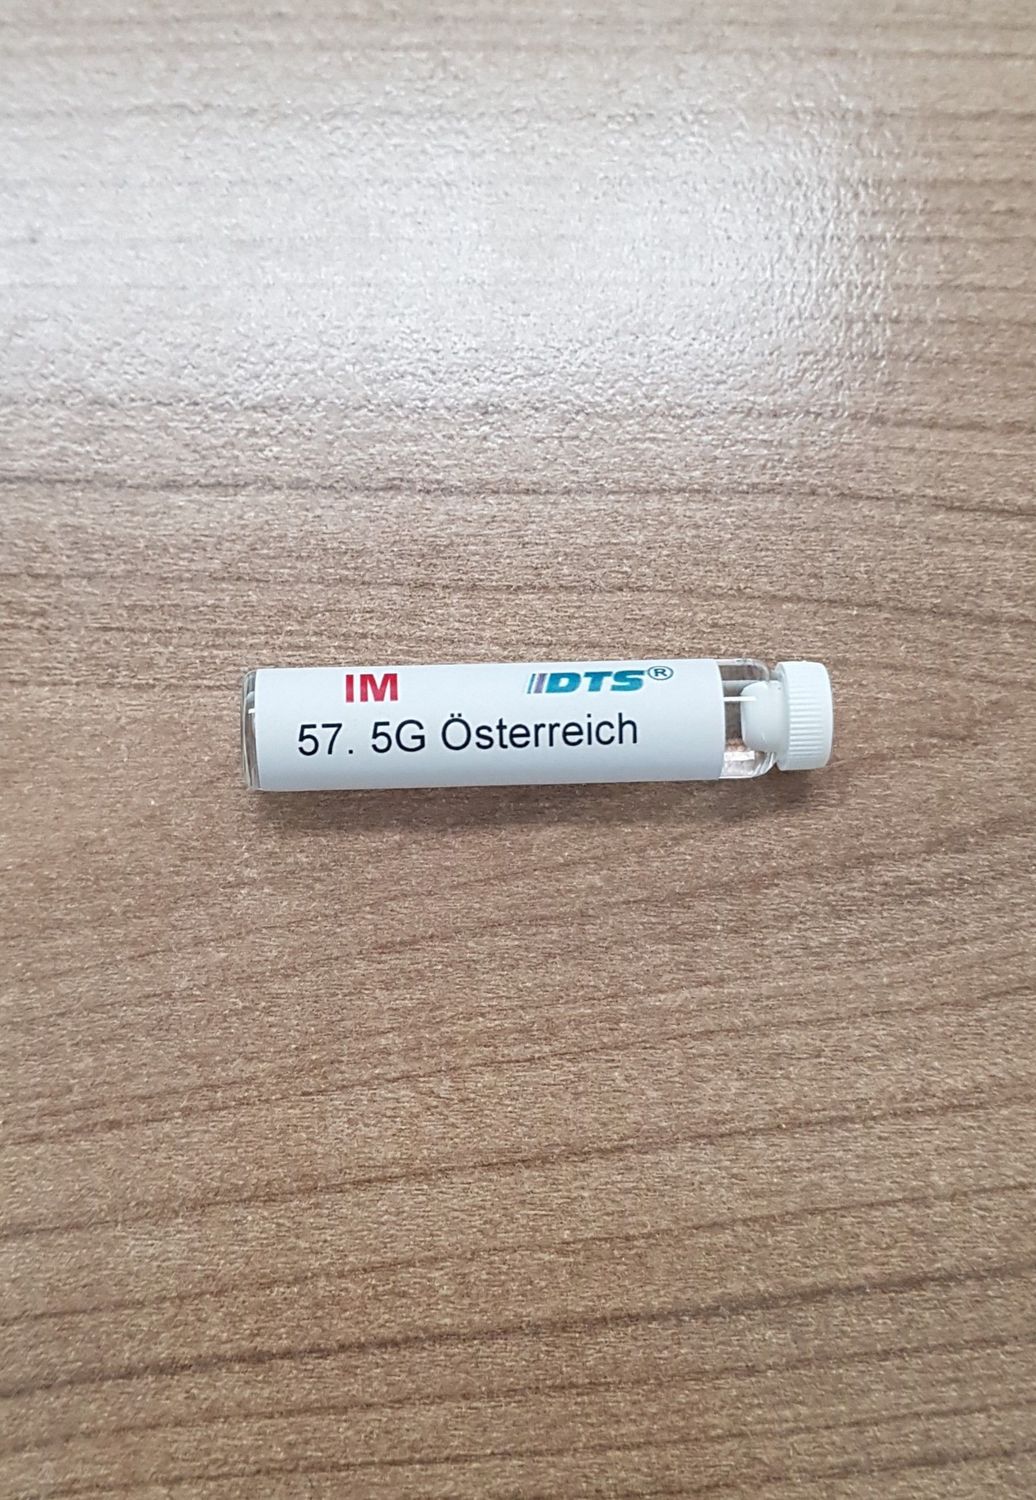 IM DTS®
57. 5G Österreich